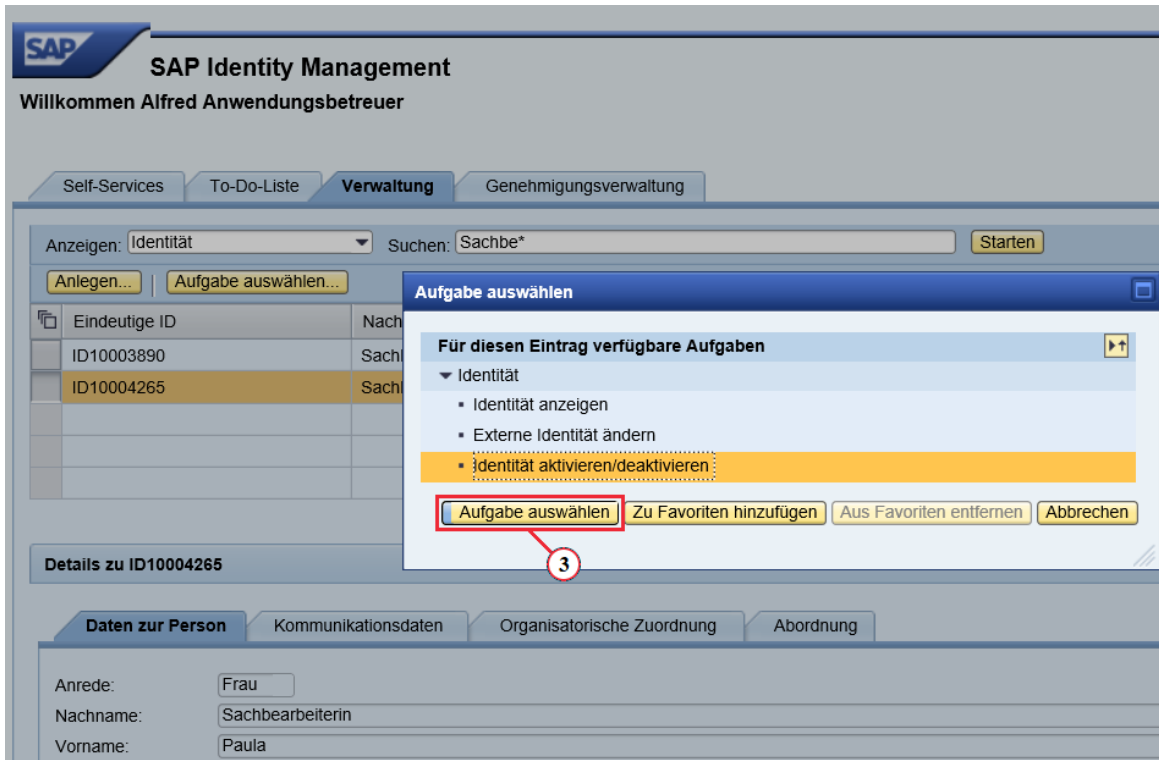 SAP
SAP Identity Management
Willkommen Alfred Anwendungsbetreuer
Self-Services To-Do-Liste Verwaltung Genehmigungsverwaltung
Anzeigen: Identität Suchen: Sachbe* Starten
Anlegen... | Aufgabe auswählen...
Aufgabe auswählen
Eindeutige ID Nach
Für diesen Eintrag verfügbare Aufgaben
ID10003890
Identität
ID10004265
Identität anzeigen
Externe Identität ändern
Identität aktivieren/deaktivieren
Aufgabe auswählen Zu Favoriten hinzufügen Aus Favoriten entfernen Abbrechen
3
Details zu ID10004265
Daten zur Person Kommunikationsdaten Organisatorische Zuordnung Abordnung
Anrede: Frau
Nachname: Sachbearbeiterin
Vorname: Paula